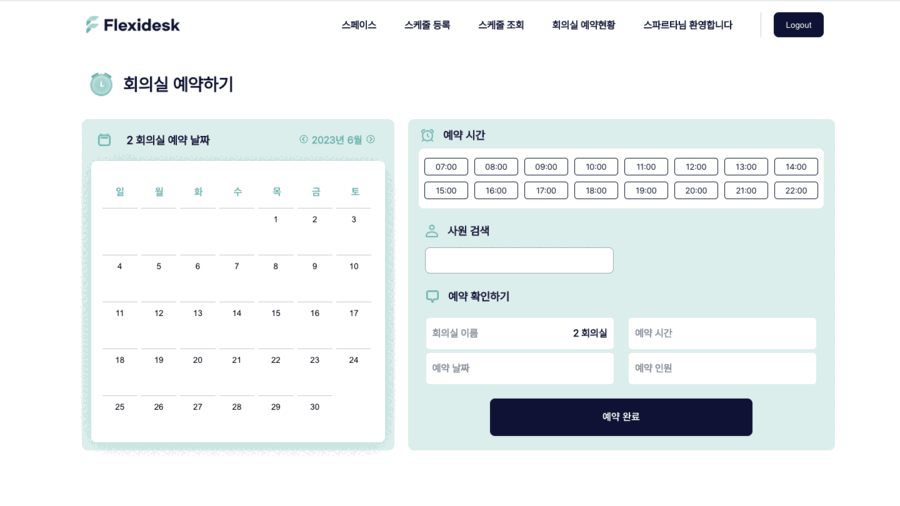 Flexidesk 스페이스 스케줄 등록 스케줄 조회 회의실 예약현황 스파르타님 환영합니다 Logout
회의실 예약하기
2 회의실 예약 날짜 2023년 6월
일 월 화 수 목 금 토
1 2 3
4 5 6 7 8 9 10
11 12 13 14 15 16 17
18 19 20 21 22 23 24
25 26 27 28 29 30
예약 시간
07:00 08:00 09:00 10:00 11:00 12:00 13:00 14:00
15:00 16:00 17:00 18:00 19:00 20:00 21:00 22:00
사원 검색
예약 확인하기
회의실 이름 2 회의실 예약 시간
예약 날짜 예약 인원
예약 완료